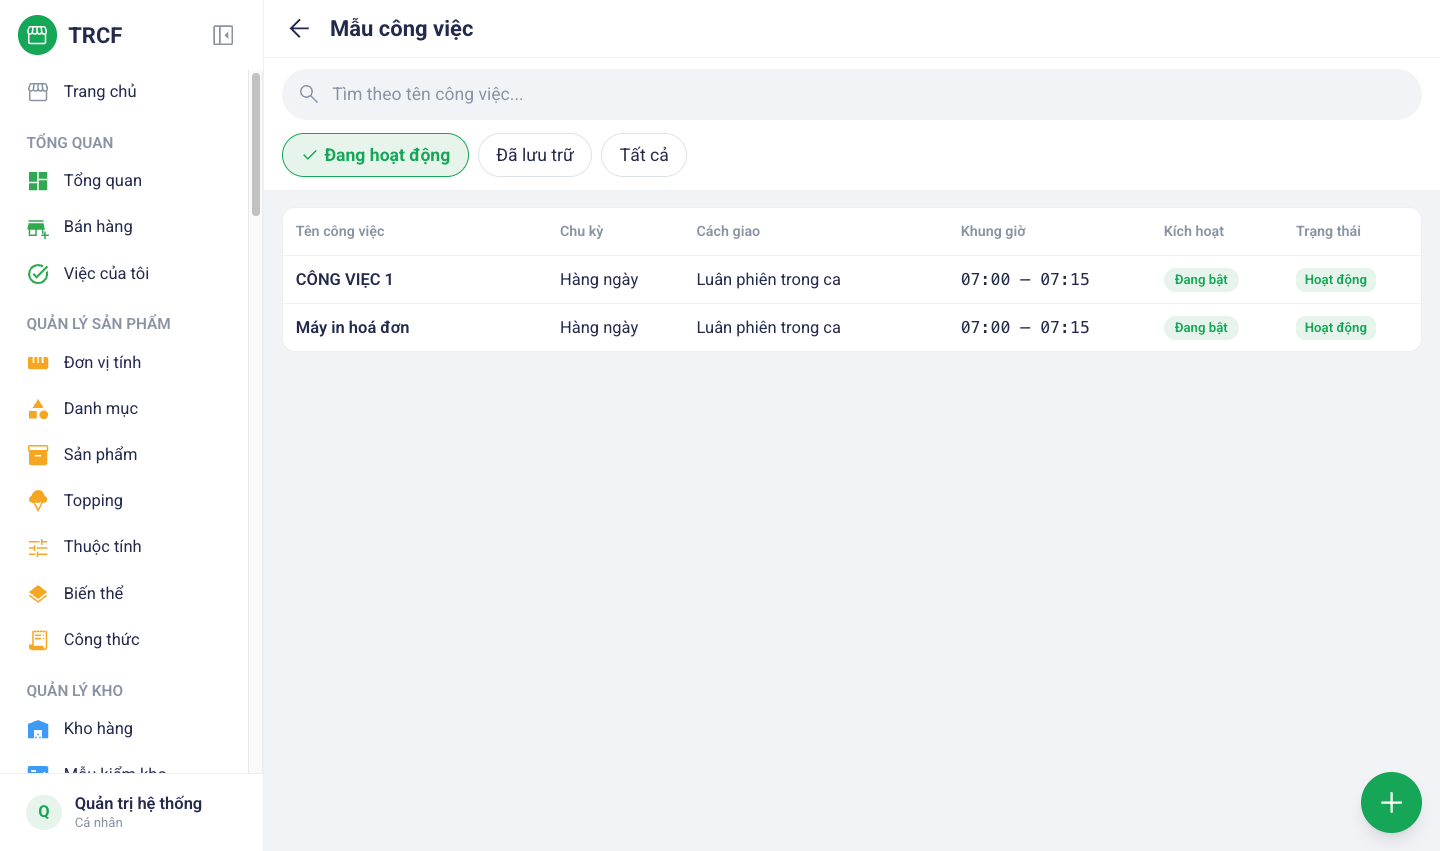 TRCF
Trang chủ
TỔNG QUAN
Tổng quan
Bán hàng
Việc của tôi
QUẢN LÝ SẢN PHẨM
Đơn vị tính
Danh mục
Sản phẩm
Topping
Thuộc tính
Biến thể
Công thức
QUẢN LÝ KHO
Kho hàng
Mẫu kiểm kho
Q
Quản trị hệ thống
Cá nhân
Mẫu công việc
Tìm theo tên công việc...
Đang hoạt động
Đã lưu trữ
Tất cả
Tên công việc Chu kỳ Cách giao Khung giờ Kích hoạt Trạng thái
CÔNG VIỆC 1 Hàng ngày Luân phiên trong ca 07:00 – 07:15 Đang bật Hoạt động
Máy in hoá đơn Hàng ngày Luân phiên trong ca 07:00 – 07:15 Đang bật Hoạt động